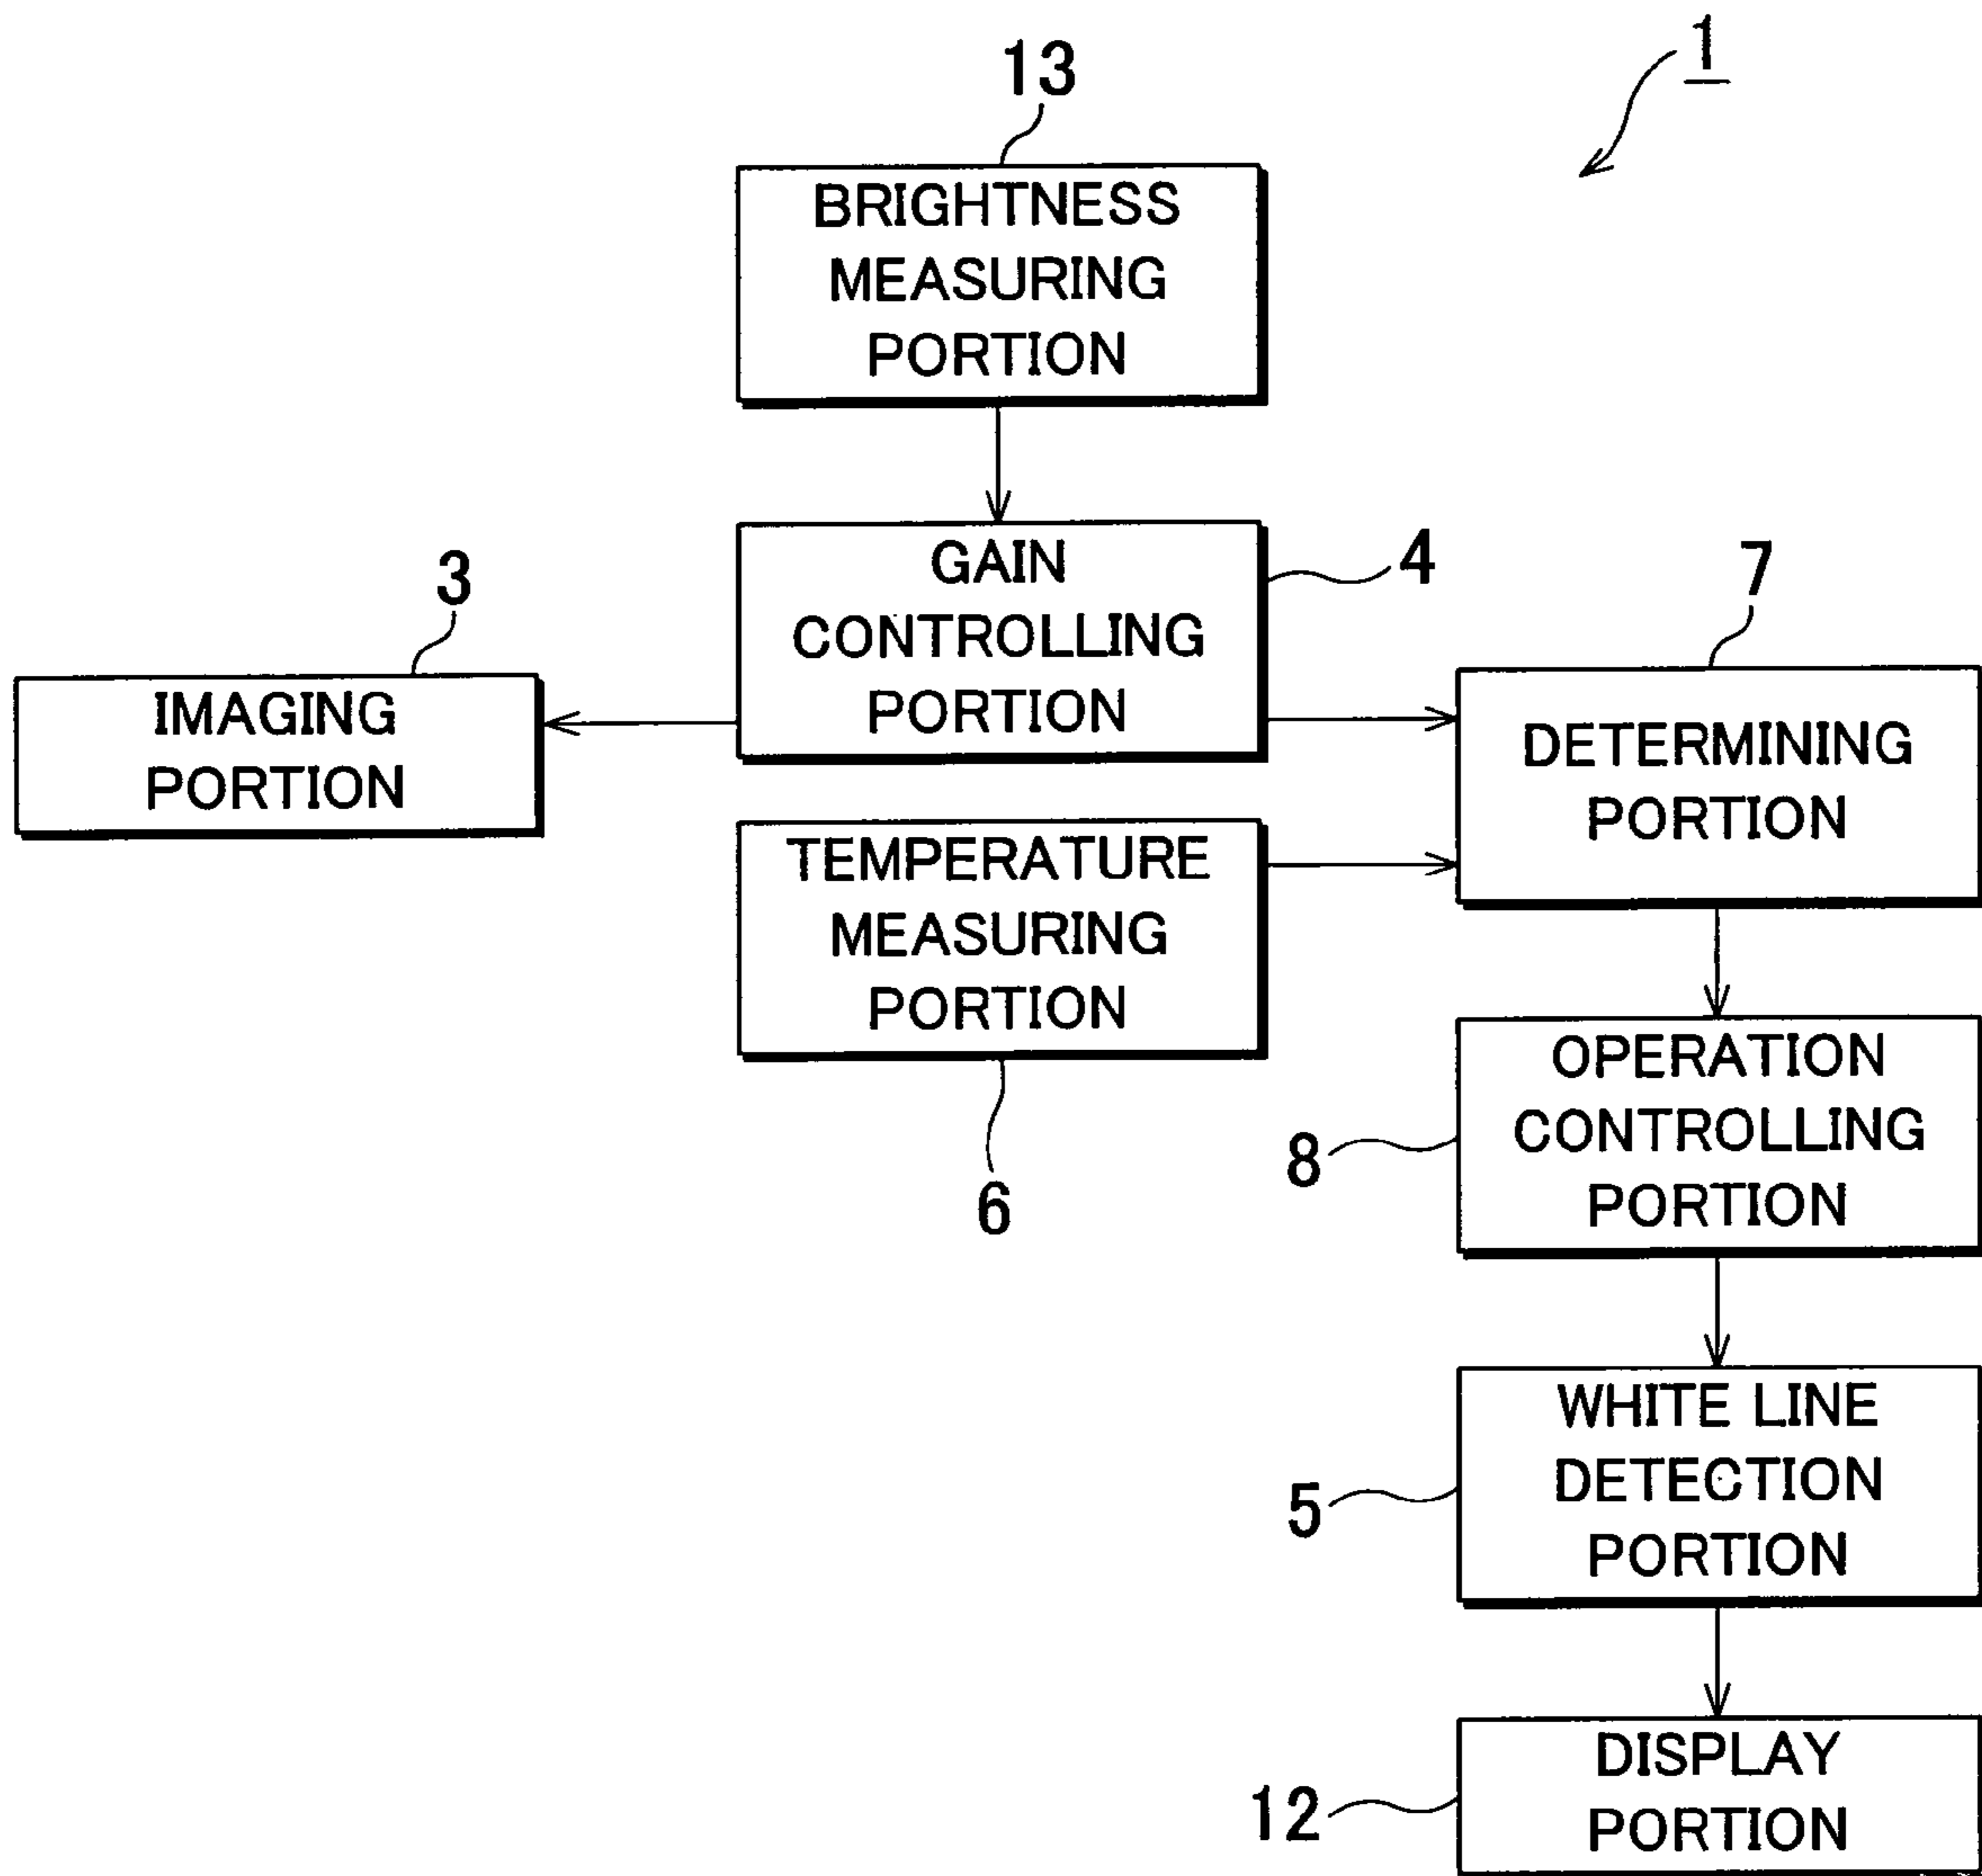 1
13
BRIGHTNESS
MEASURING
PORTION
3
IMAGING
PORTION
GAIN
CONTROLLING
PORTION
4
7
DETERMINING
PORTION
TEMPERATURE
MEASURING
PORTION
6
8
OPERATION
CONTROLLING
PORTION
5
WHITE LINE
DETECTION
PORTION
12
DISPLAY
PORTION